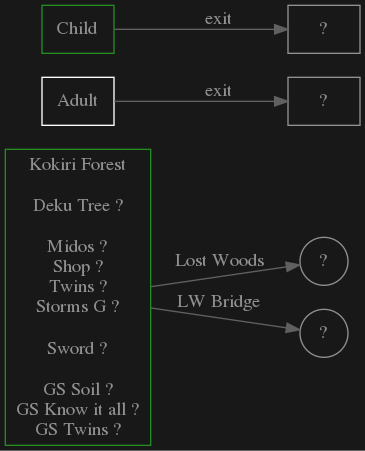 Child
exit
?
Adult
exit
?
Kokiri Forest
Deku Tree ?
Midos ?
Shop ?
Twins ?
Storms G ?
Sword ?
GS Soil ?
GS Know it all ?
GS Twins ?
Lost Woods
?
LW Bridge
?